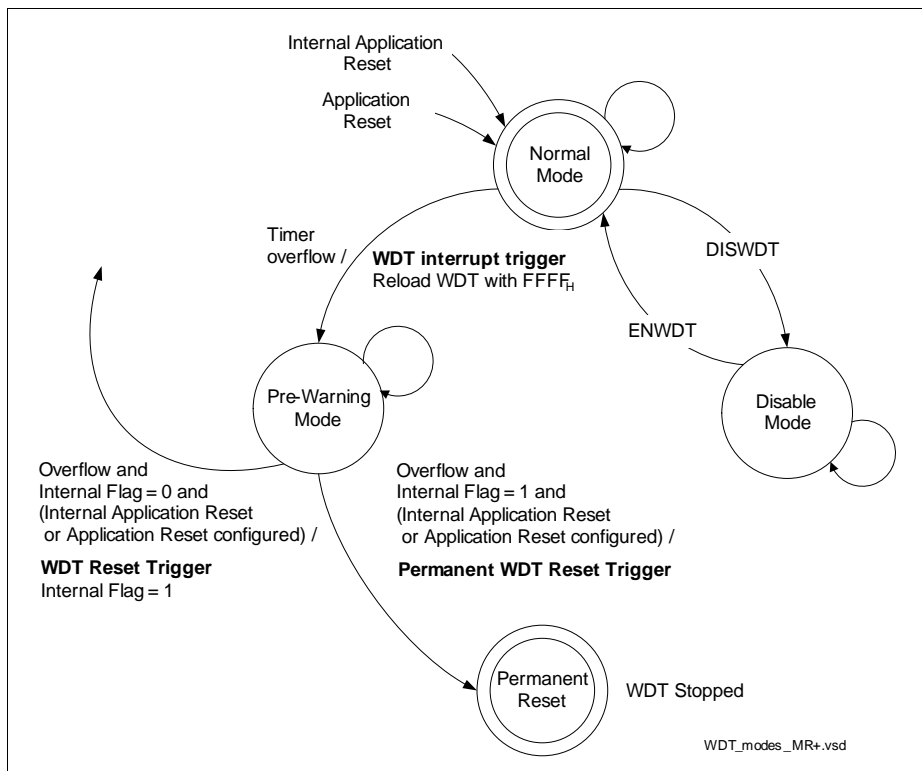 Internal Application
Reset
Application
Reset
Normal
Mode
Timer
overflow /
WDT interrupt trigger
Reload WDT with FFFFH
DISWDT
ENWDT
Pre-Warning
Mode
Disable
Mode
Overflow and
Internal Flag = 0 and
(Internal Application Reset
or Application Reset configured) /
WDT Reset Trigger
Internal Flag = 1
Overflow and
Internal Flag = 1 and
(Internal Application Reset
or Application Reset configured) /
Permanent WDT Reset Trigger
Permanent
Reset
WDT Stopped
WDT_modes_MR+.vsd